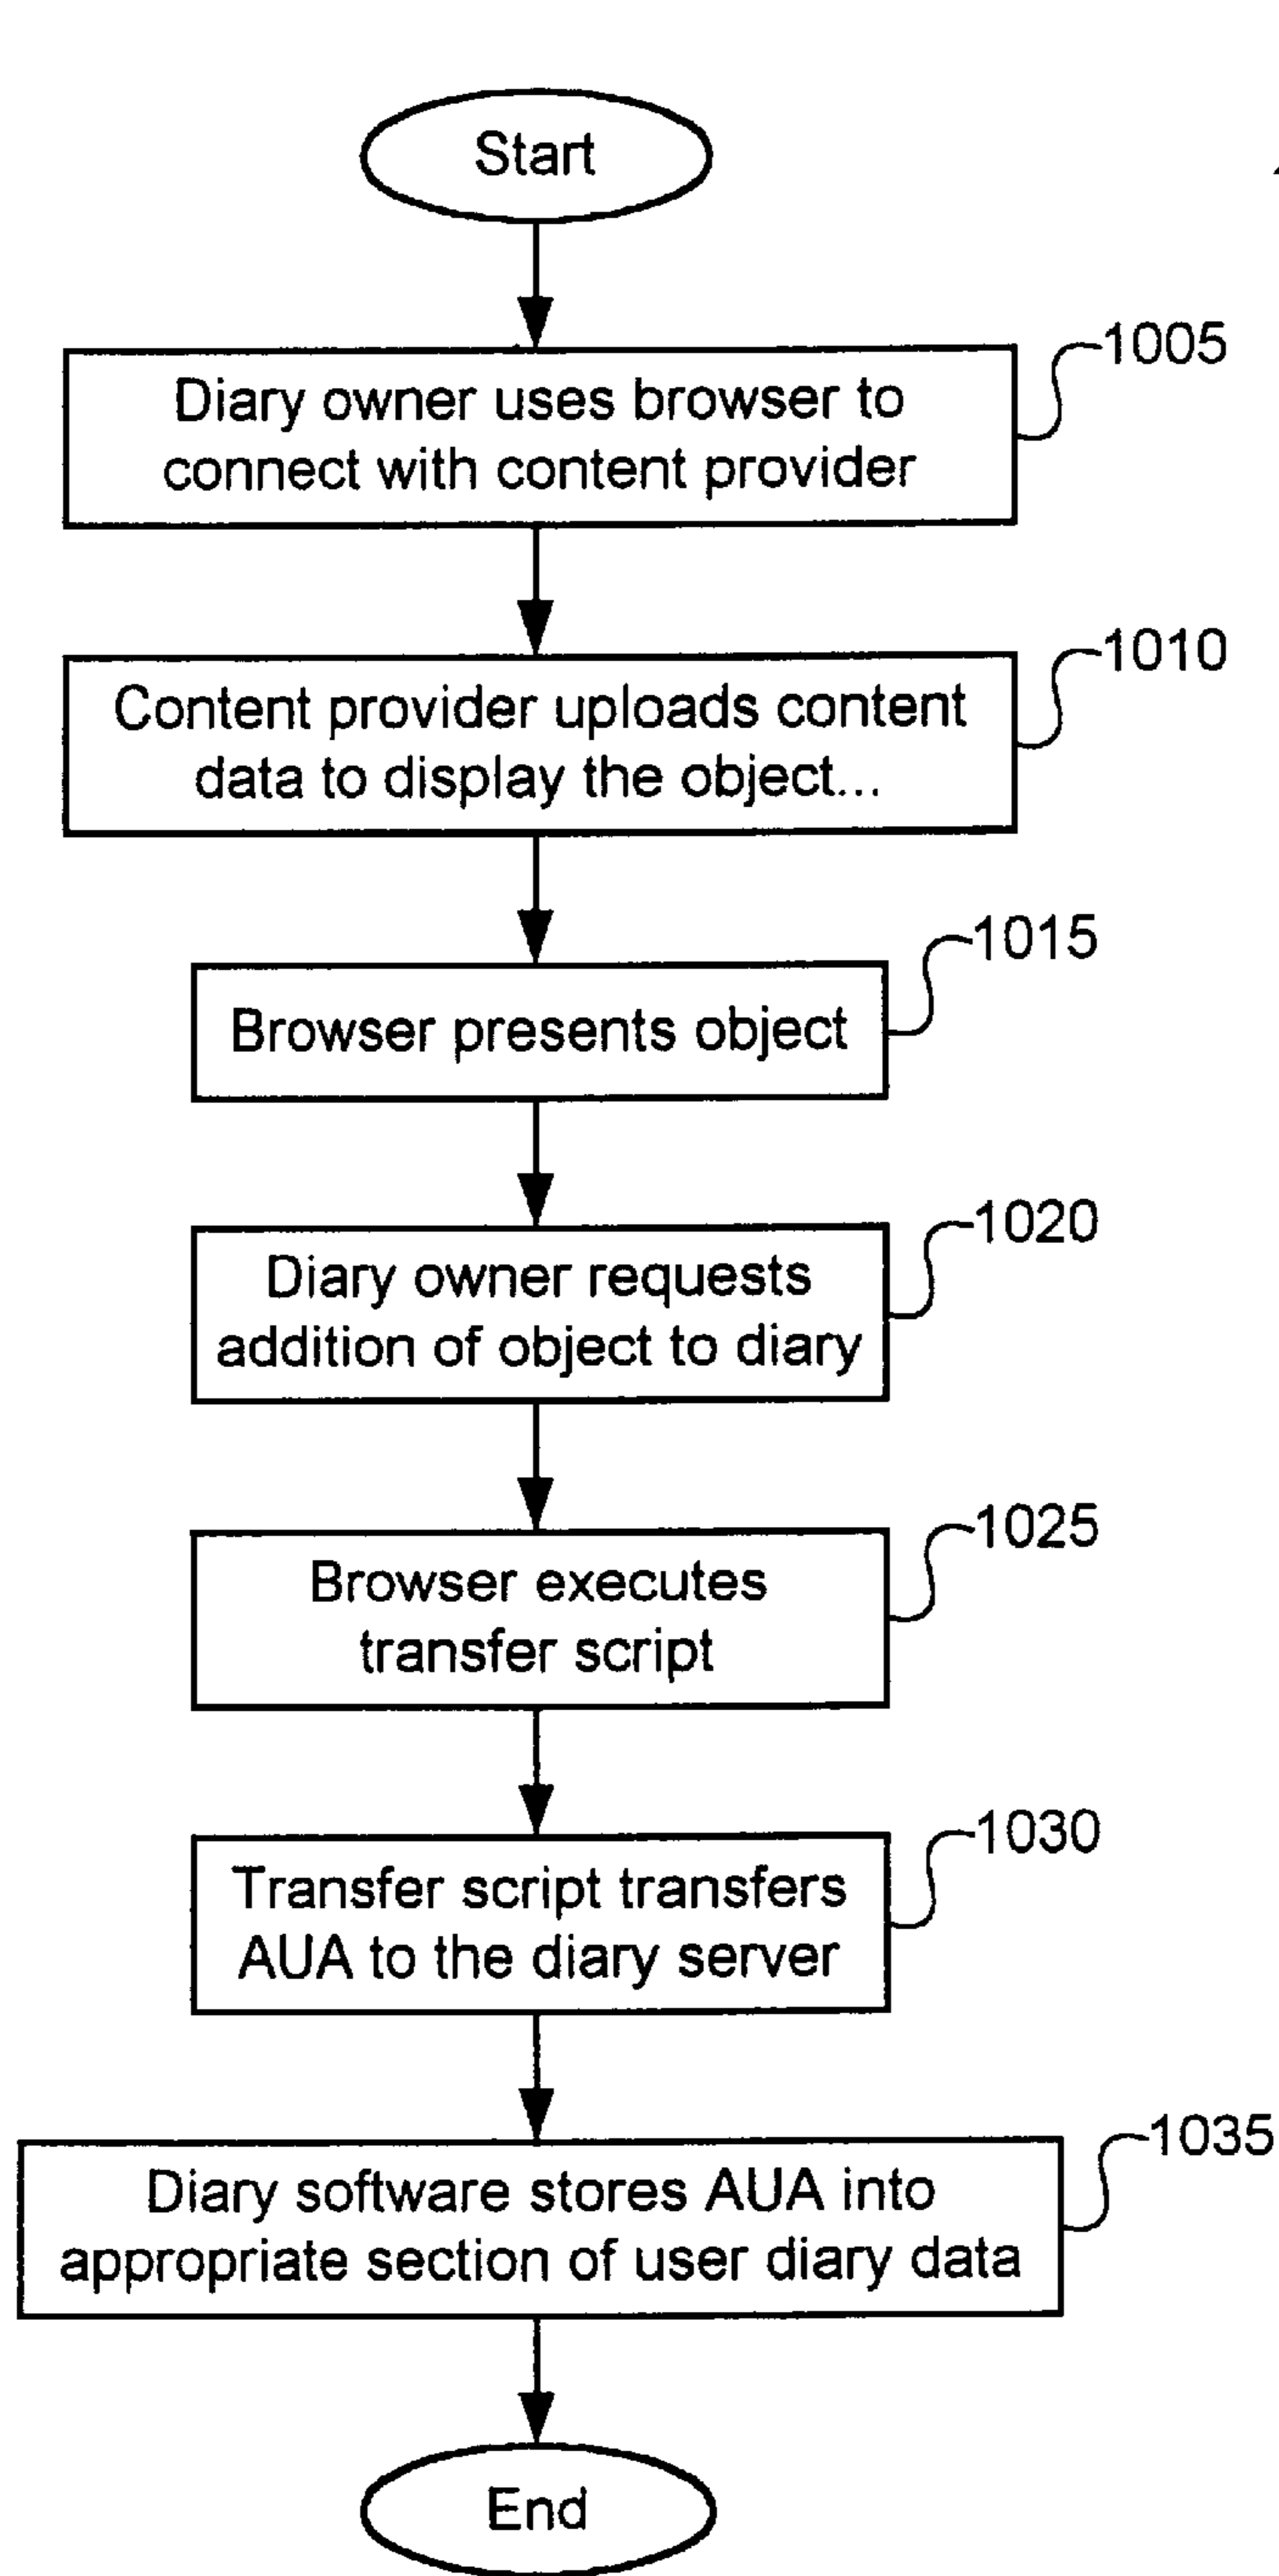 Start
1005
Diary owner uses browser to
connect with content provider
1010
Content provider uploads content
data to display the object...
1015
Browser presents object
1020
Diary owner requests
addition of object to diary
1025
Browser executes
transfer script
1030
Transfer script transfers
AUA to the diary server
1035
Diary software stores AUA into
appropriate section of user diary data
End